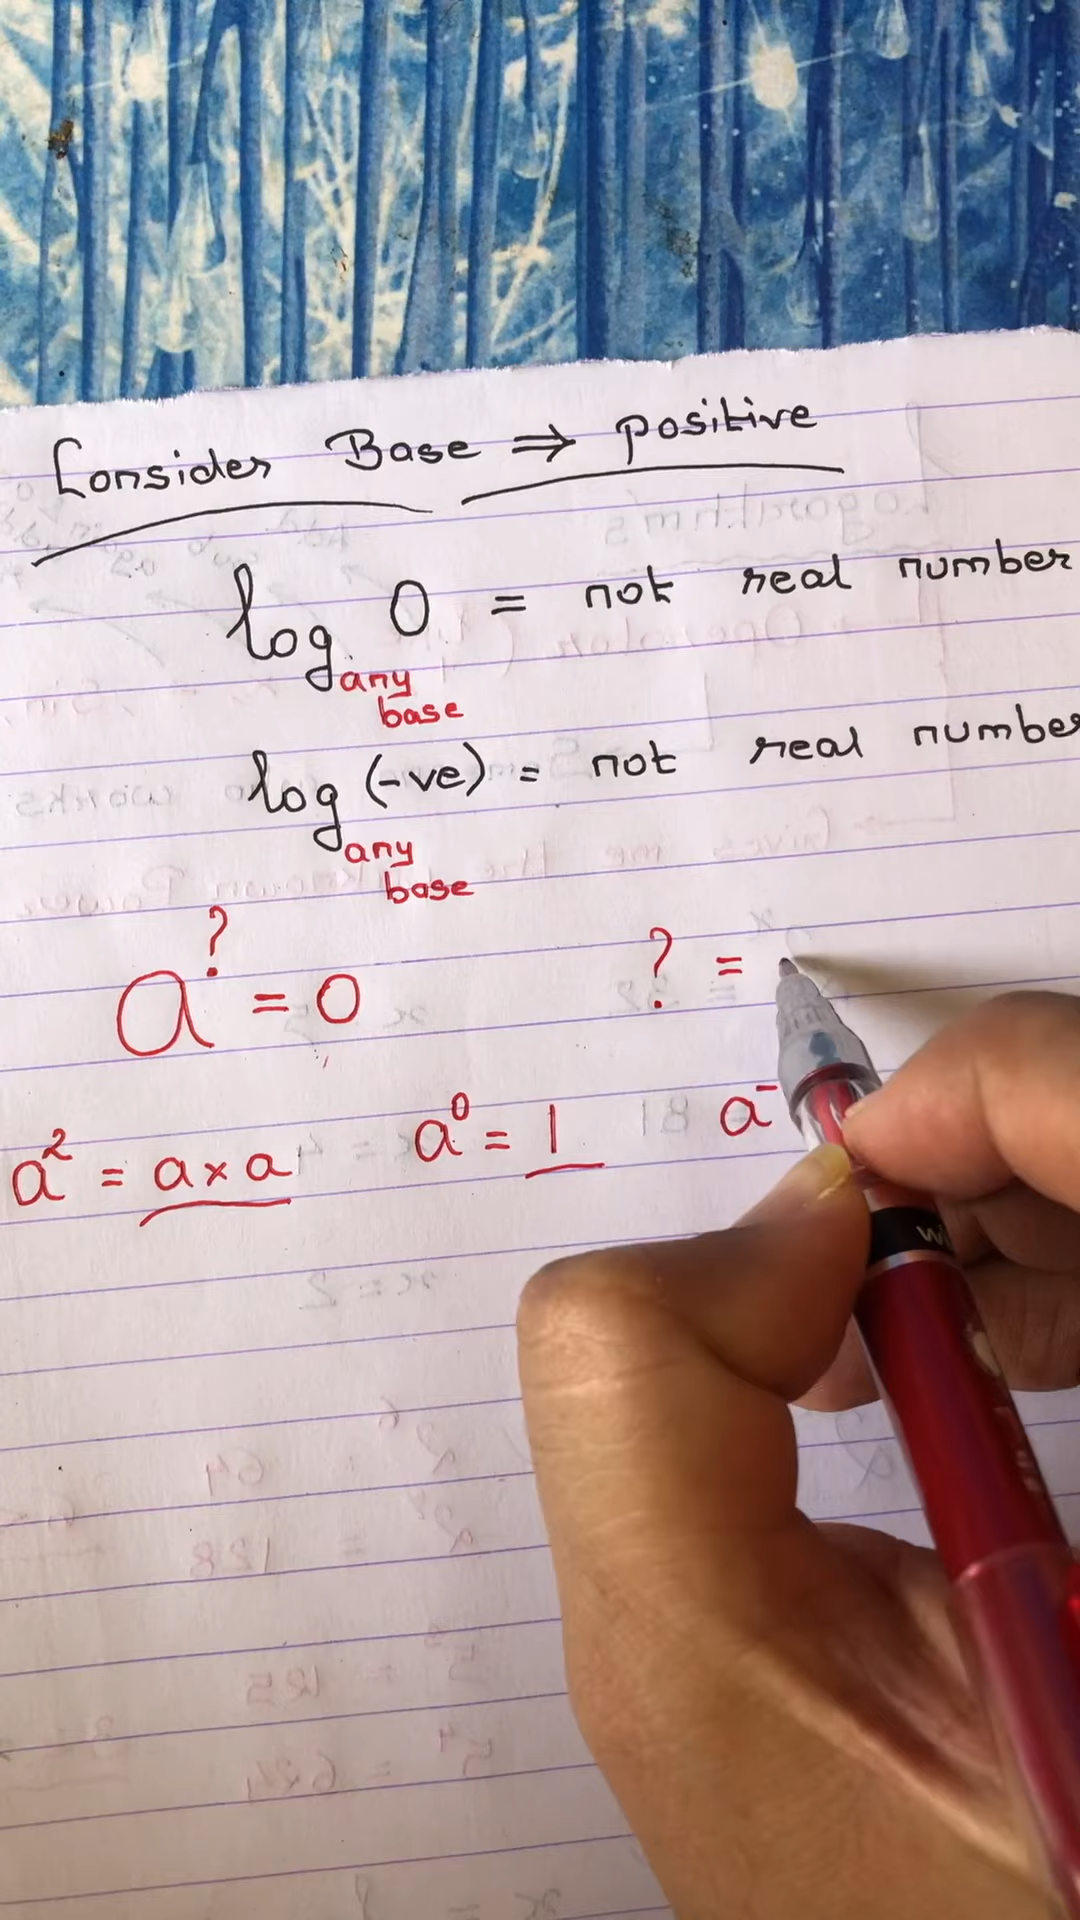 Consider Base ⇒ positive
log any base 0 = not real number
log any base (-ve) = not real number
a^? = 0 ? =
a² = a × a a⁰ = 1 a⁻